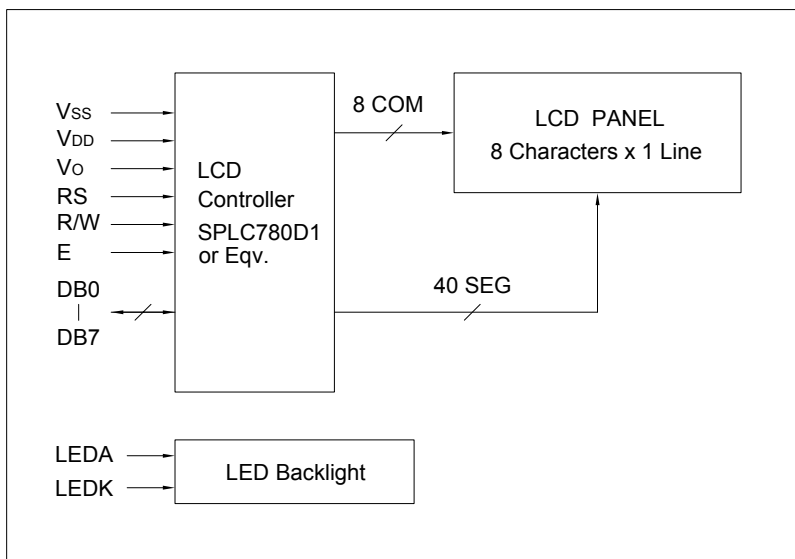 VSS
VDD
VO
RS
R/W
E
DB0
DB7
LCD
Controller
SPLC780D1
or Eqv.
8 COM
LCD PANEL
8 Characters x 1 Line
40 SEG
LEDA
LEDK
LED Backlight